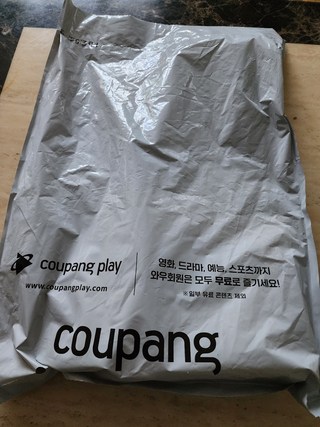 coupang play
www.coupangplay.com
영화, 드라마, 예능, 스포츠까지
와우회원은 모두 무료로 즐기세요!
※일부 유료 콘텐츠 제외
coupang